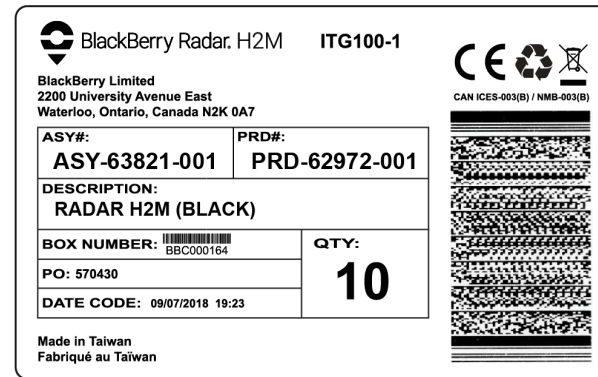 BlackBerry Radar. H2M ITG100-1
BlackBerry Limited
2200 University Avenue East
Waterloo, Ontario, Canada N2K 0A7
CE
CAN ICES-003(B) / NMB-003(B)
ASY#: PRD#:
ASY-63821-001 PRD-62972-001
DESCRIPTION:
RADAR H2M (BLACK)
BOX NUMBER:
BBC000164
QTY:
10
PO: 570430
DATE CODE: 09/07/2018 19:23
Made in Taiwan
Fabriqué au Taïwan